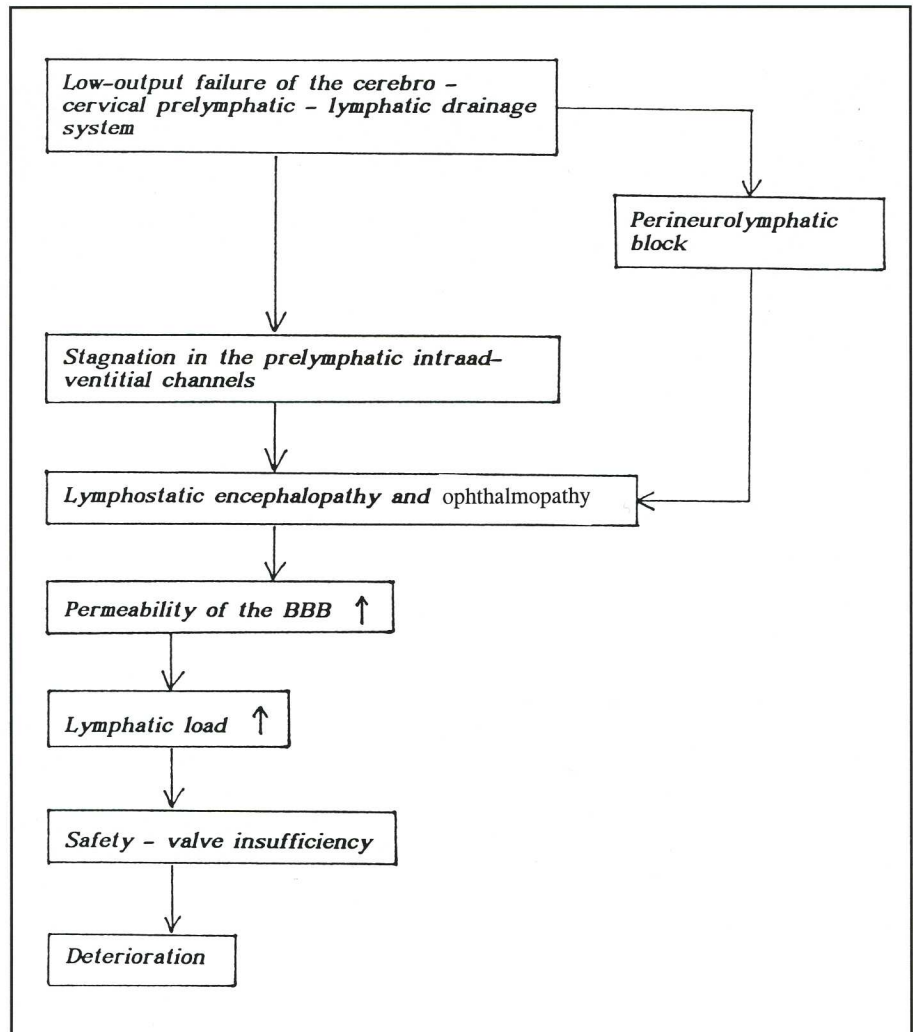 Low-output failure of the cerebro -
cervical prelymphatic - lymphatic drainage
system
Perineurolymphatic
block
Stagnation in the prelymphatic intraad-
ventitial channels
Lymphostatic encephalopathy and ophthalmopathy
Permeability of the BBB ↑
Lymphatic load ↑
Safety - valve insufficiency
Deterioration